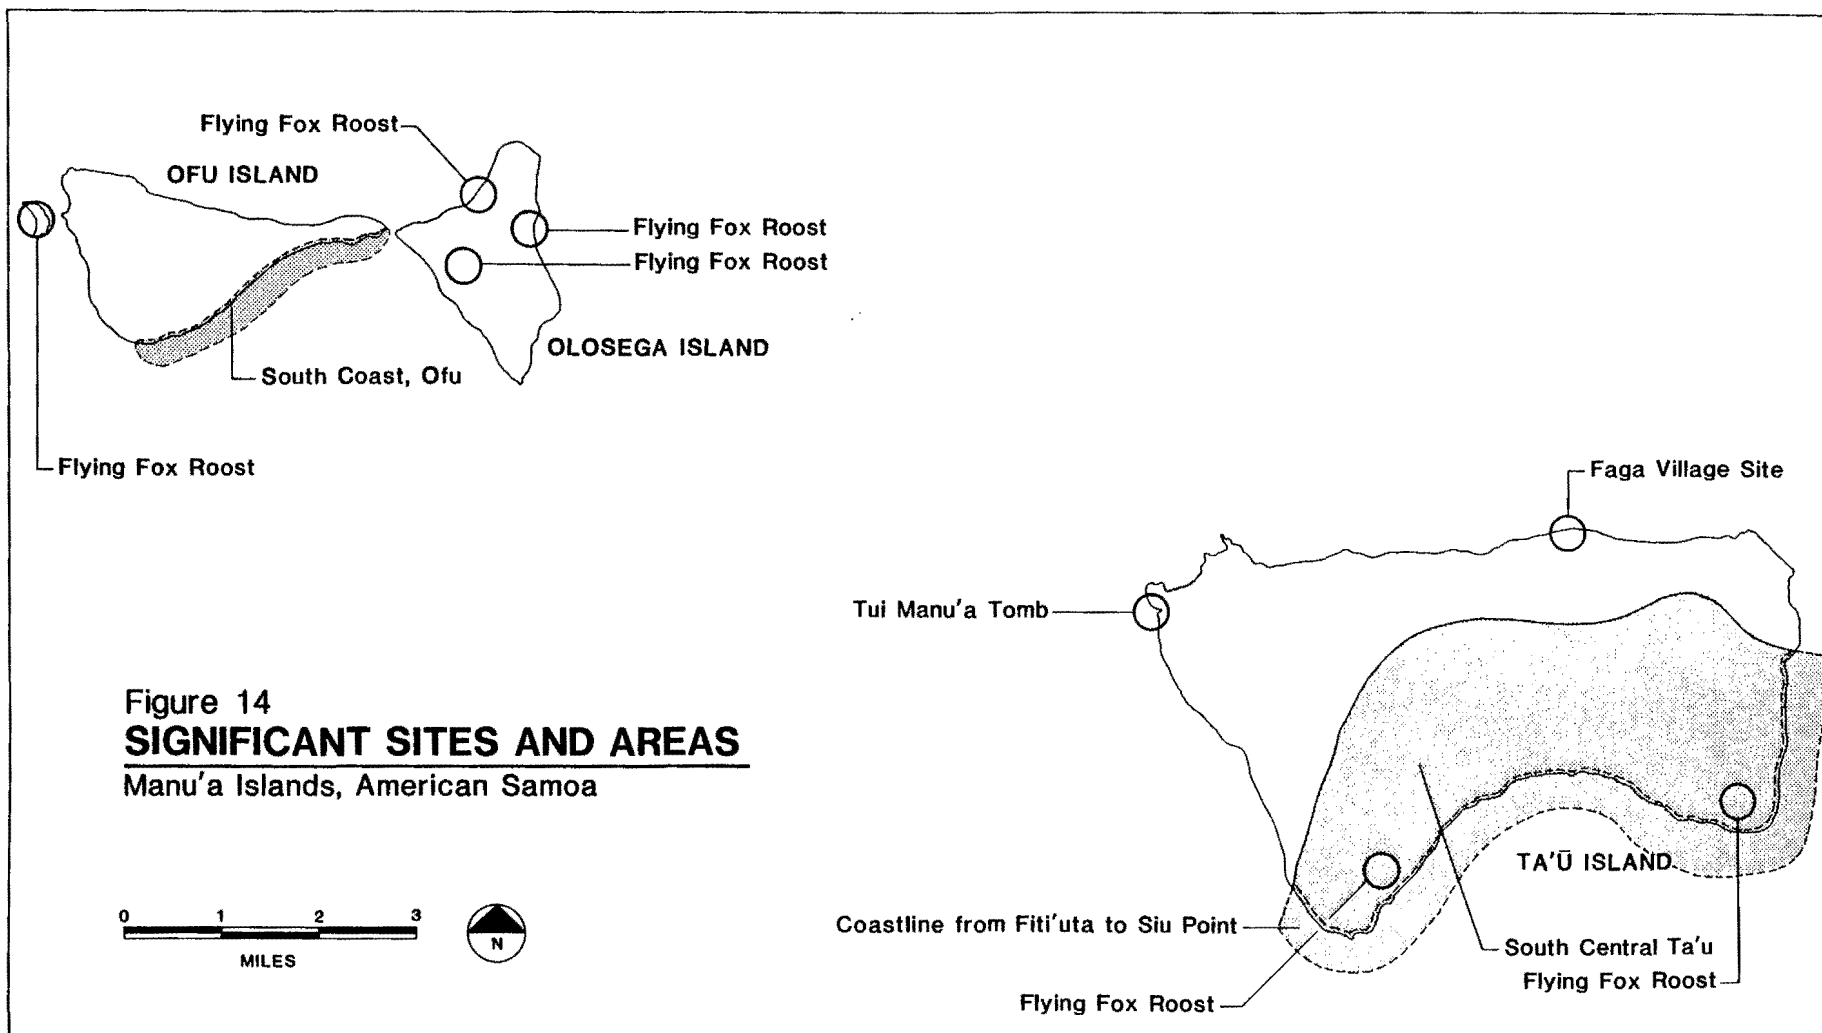 Flying Fox Roost
OFU ISLAND
Flying Fox Roost
Flying Fox Roost
OLOSEGA ISLAND
South Coast, Ofu
Flying Fox Roost
Faga Village Site
Tui Manu'a Tomb
Figure 14
SIGNIFICANT SITES AND AREAS
Manu'a Islands, American Samoa
TA'Ū ISLAND
0 1 2 3
MILES
N
Coastline from Fiti'uta to Siu Point
South Central Ta'u
Flying Fox Roost
Flying Fox Roost